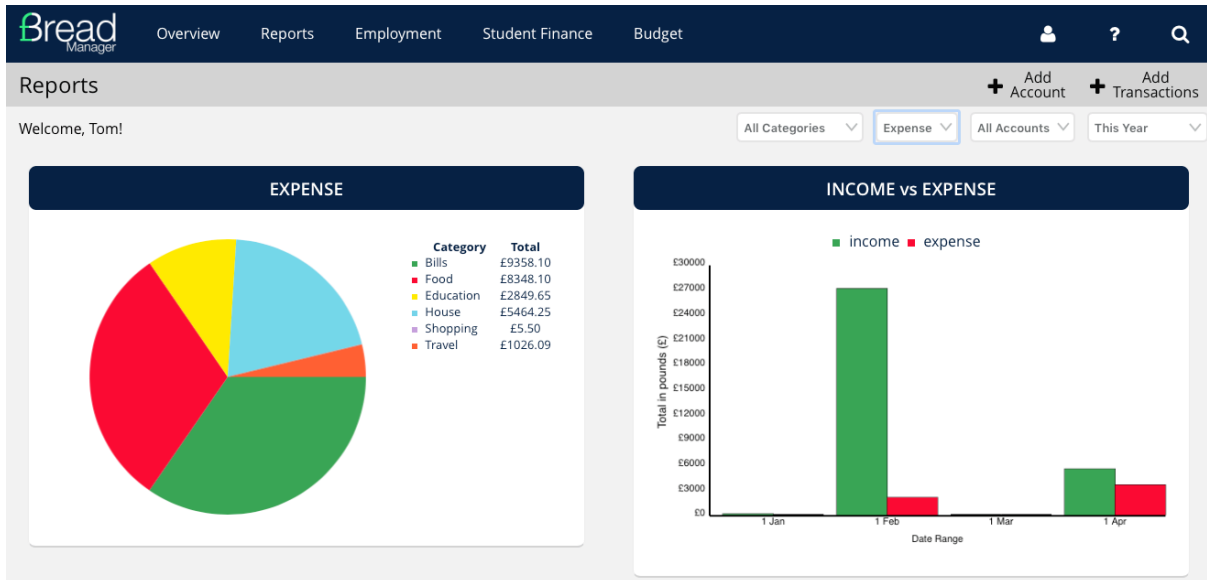 Bread
Manager
Overview Reports Employment Student Finance Budget ?
Reports
Add Account
Add Transactions
Welcome, Tom!
All Categories Expense All Accounts This Year
EXPENSE
Category Total
Bills £9358.10
Food £8348.10
Education £2849.65
House £5464.25
Shopping £5.50
Travel £1026.09
INCOME vs EXPENSE
income expense
Total in pounds (£)
£30000
£27000
£24000
£21000
£18000
£15000
£12000
£9000
£6000
£3000
£0
1 Jan 1 Feb 1 Mar 1 Apr
Date Range